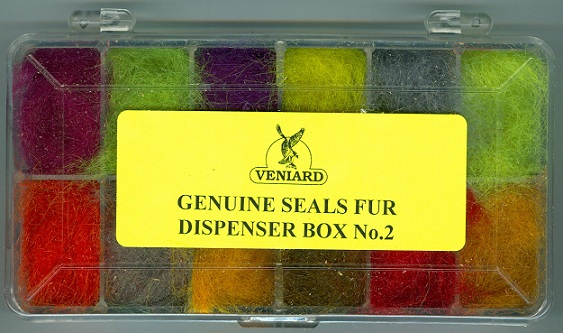 VENIARD
GENUINE SEALS FUR
DISPENSER BOX No.2